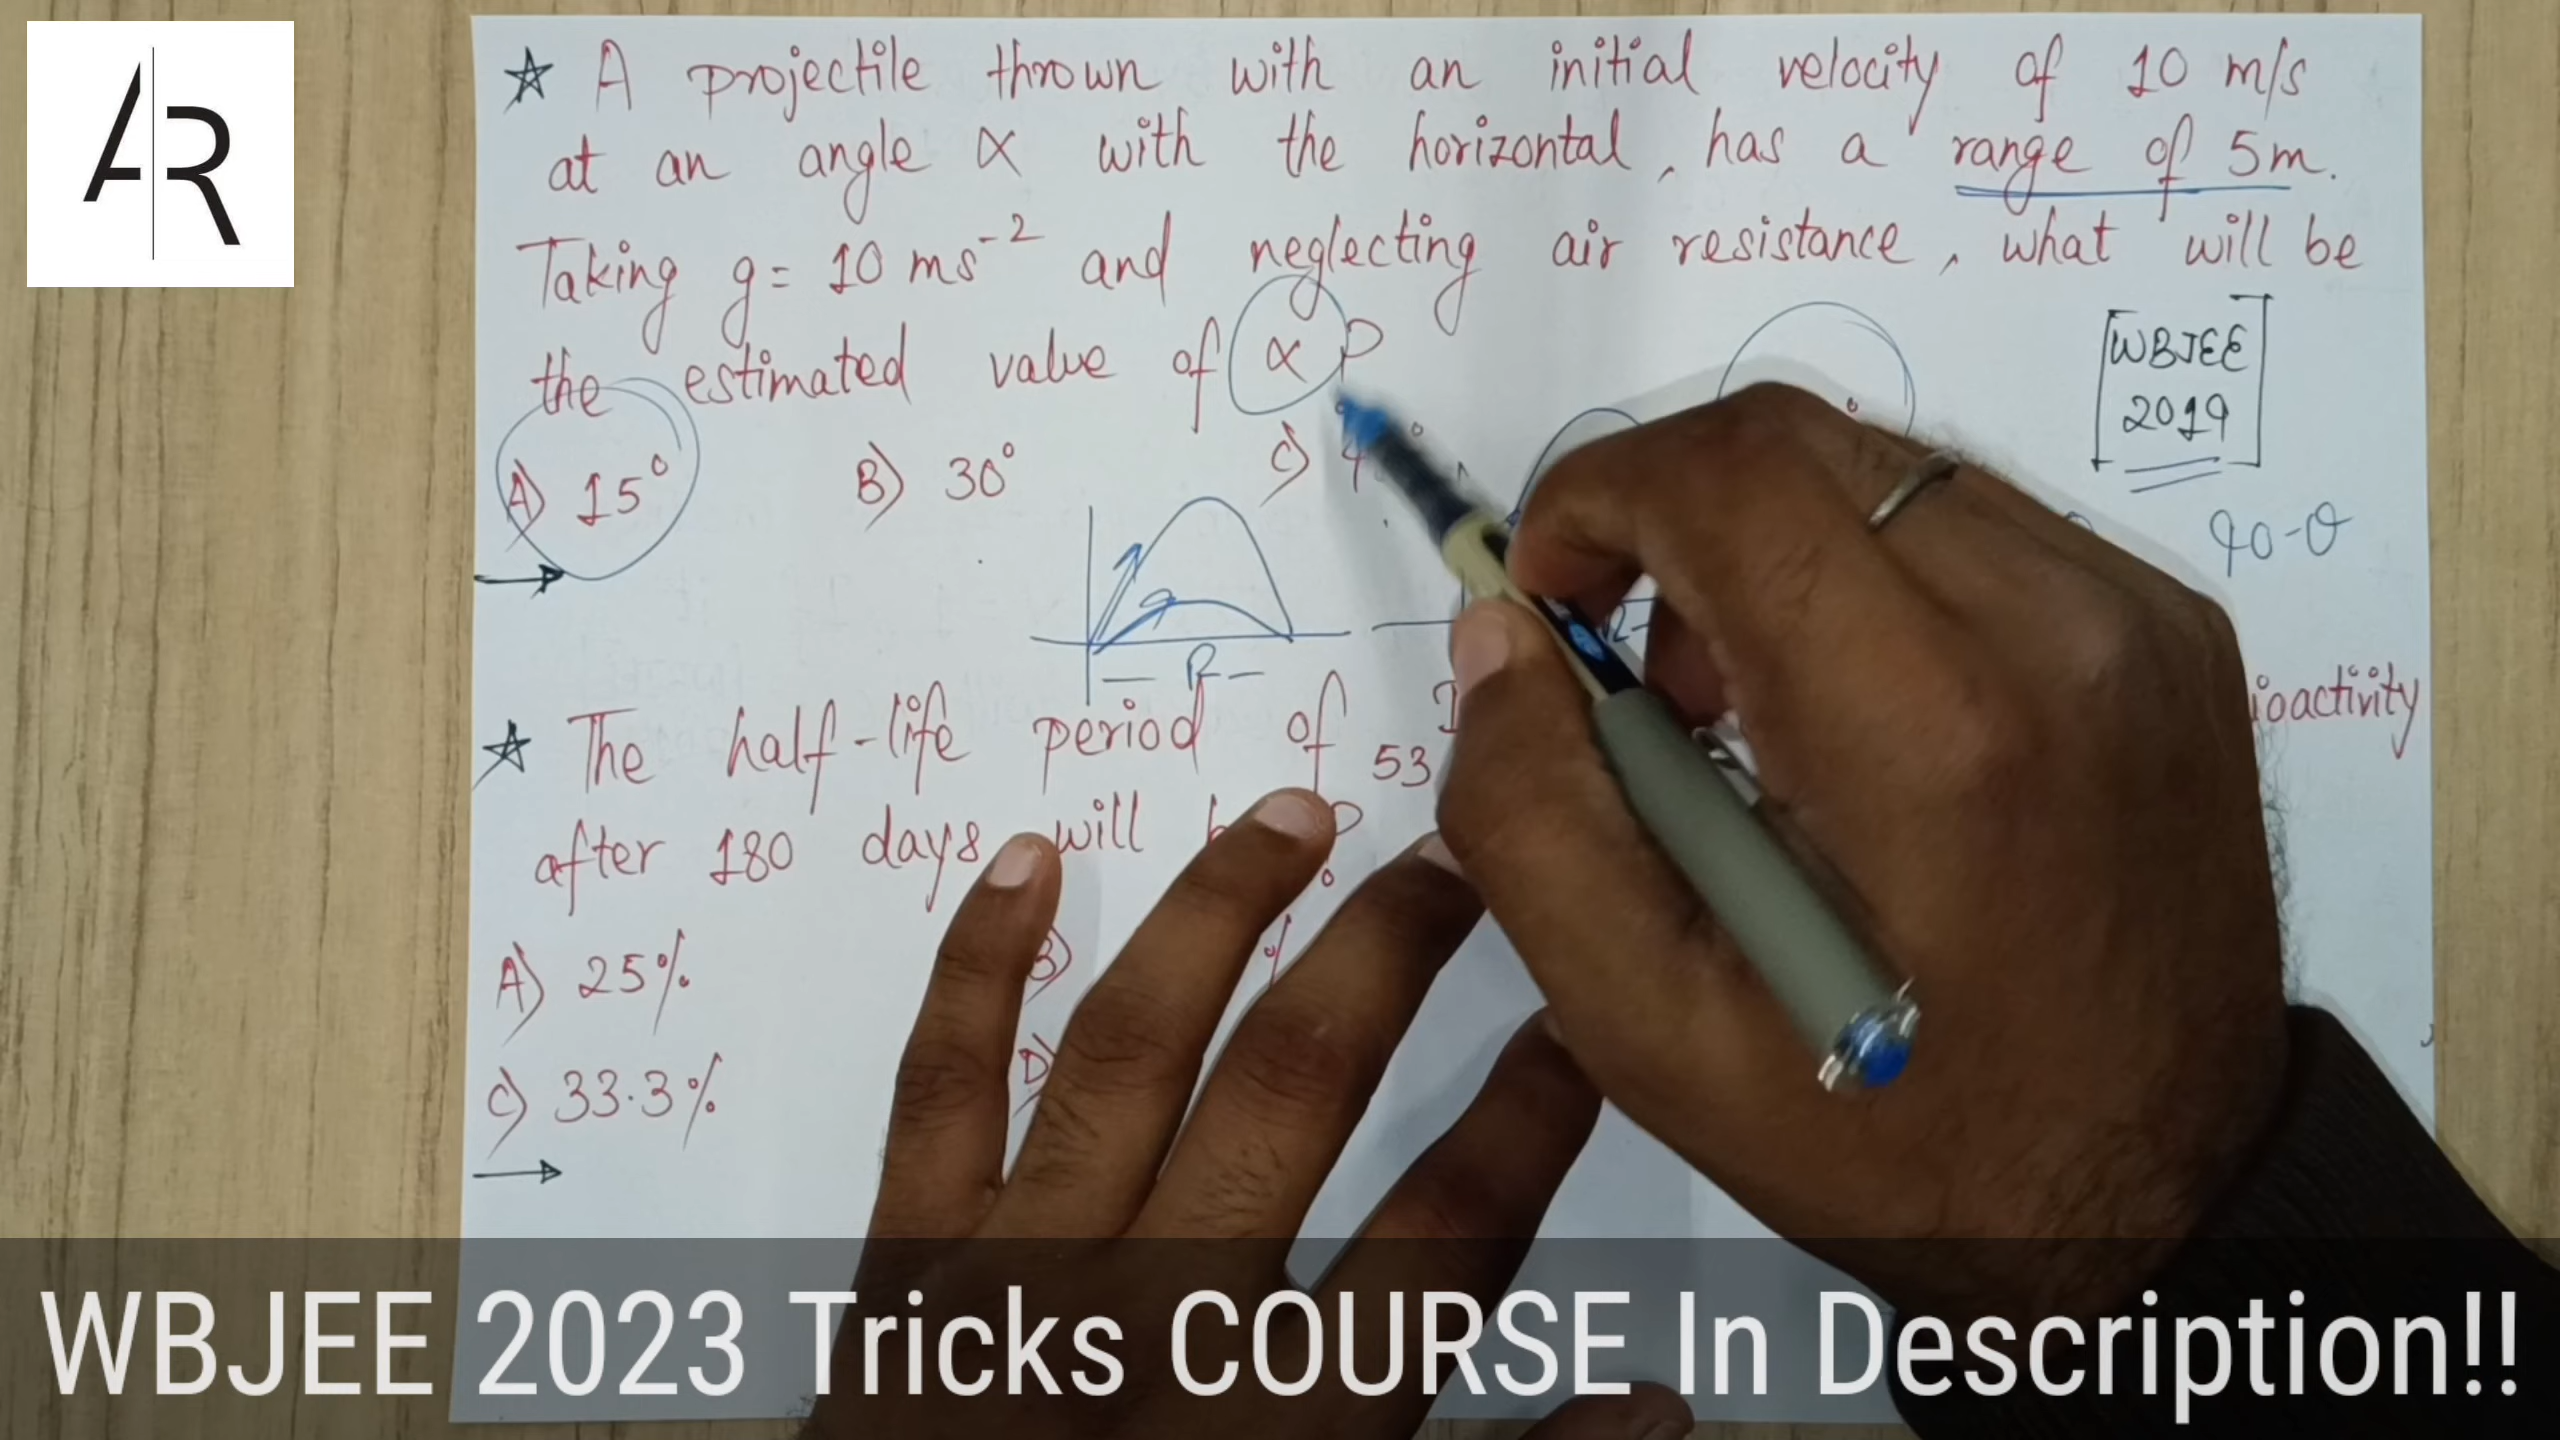 AR
☆ A projectile thrown with an initial velocity of 10 m/s
at an angle α with the horizontal, has a range of 5m.
Taking g= 10 ms⁻² and neglecting air resistance, what will be
the estimated value of α ?
[WBJEE
2019]
A) 15° B) 30° C)
90-θ
R
☆ The half-life period of 53
after 180 days will
A) 25% B) %
C) 33.3% D)
WBJEE 2023 Tricks COURSE In Description!!